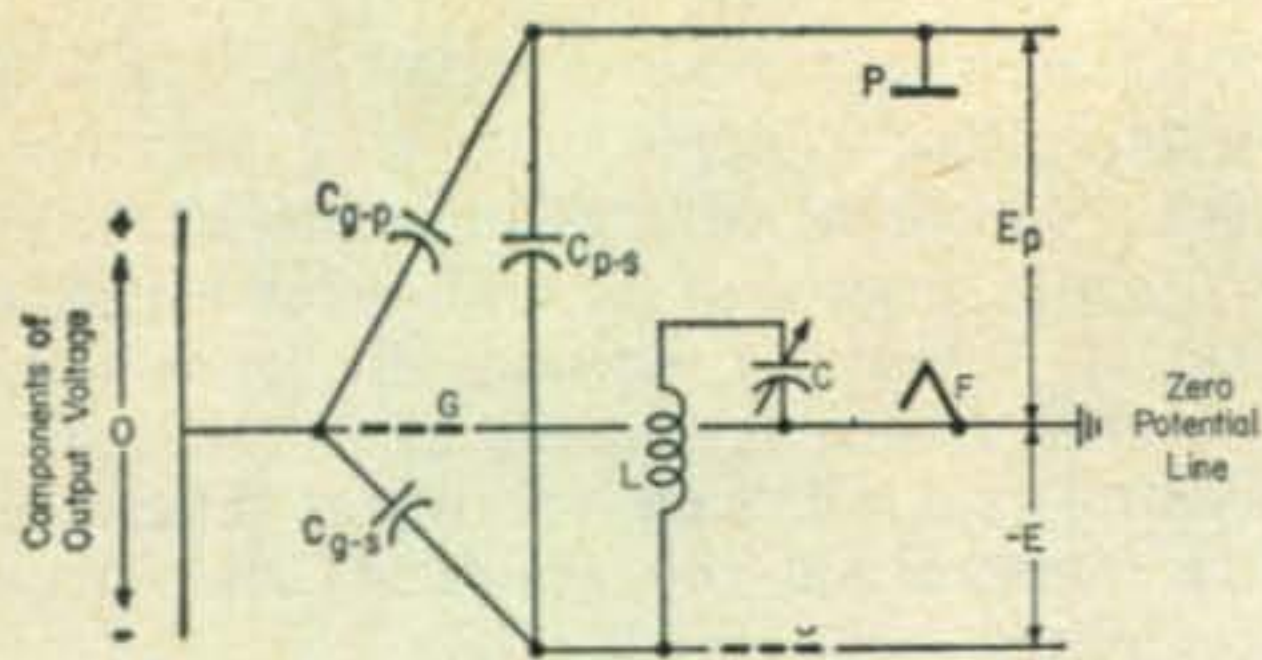 Components of
Output Voltage
+
O
-
Cg-p
Cp-s
Cg-s
G
L
C
P
F
Ep
-E
Zero
Potential
Line